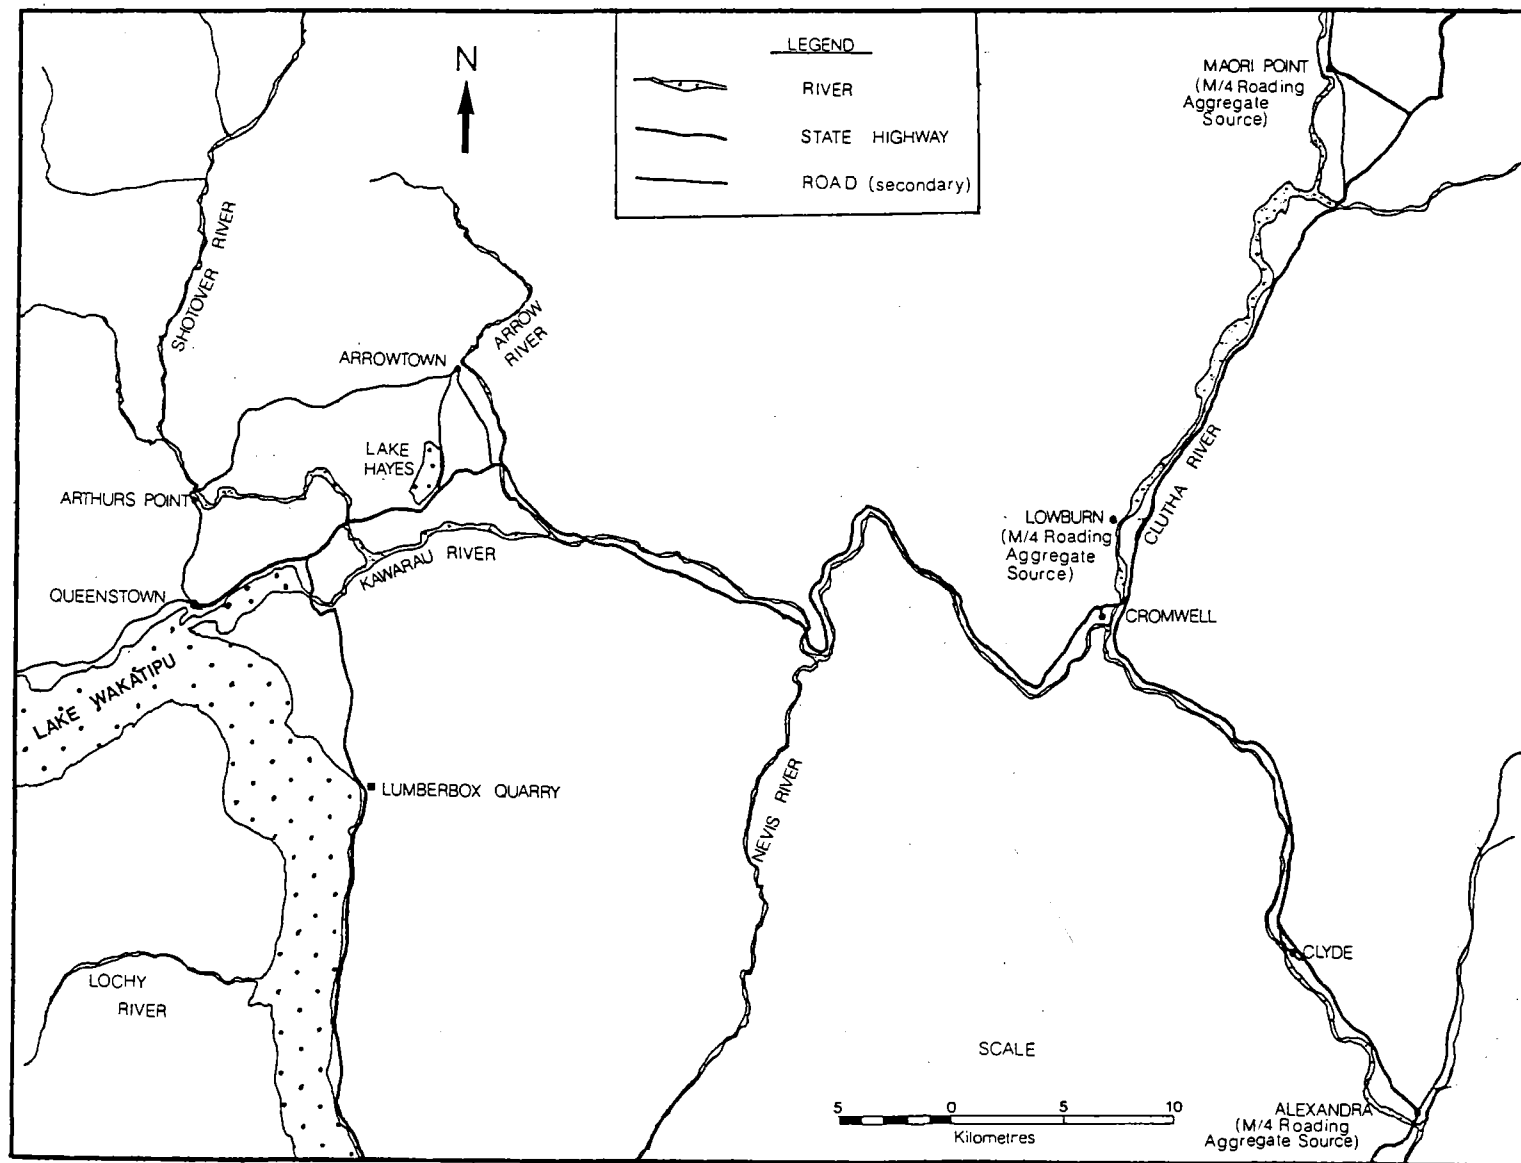 LEGEND
RIVER
STATE HIGHWAY
ROAD (secondary)
N
MAORI POINT
(M/4 Roading
Aggregate
Source)
SHOTOVER RIVER
ARROW
RIVER
ARROWTOWN
LAKE
HAYES
ARTHURS POINT
KAWARAU RIVER
QUEENSTOWN
LAKE WAKATIPU
LOWBURN
(M/4 Roading
Aggregate
Source)
CLUTHA RIVER
CROMWELL
LUMBERBOX QUARRY
NEVIS RIVER
LOCHY
RIVER
CLYDE
SCALE
5 0 5 10
Kilometres
ALEXANDRA
(M/4 Roading
Aggregate Source)